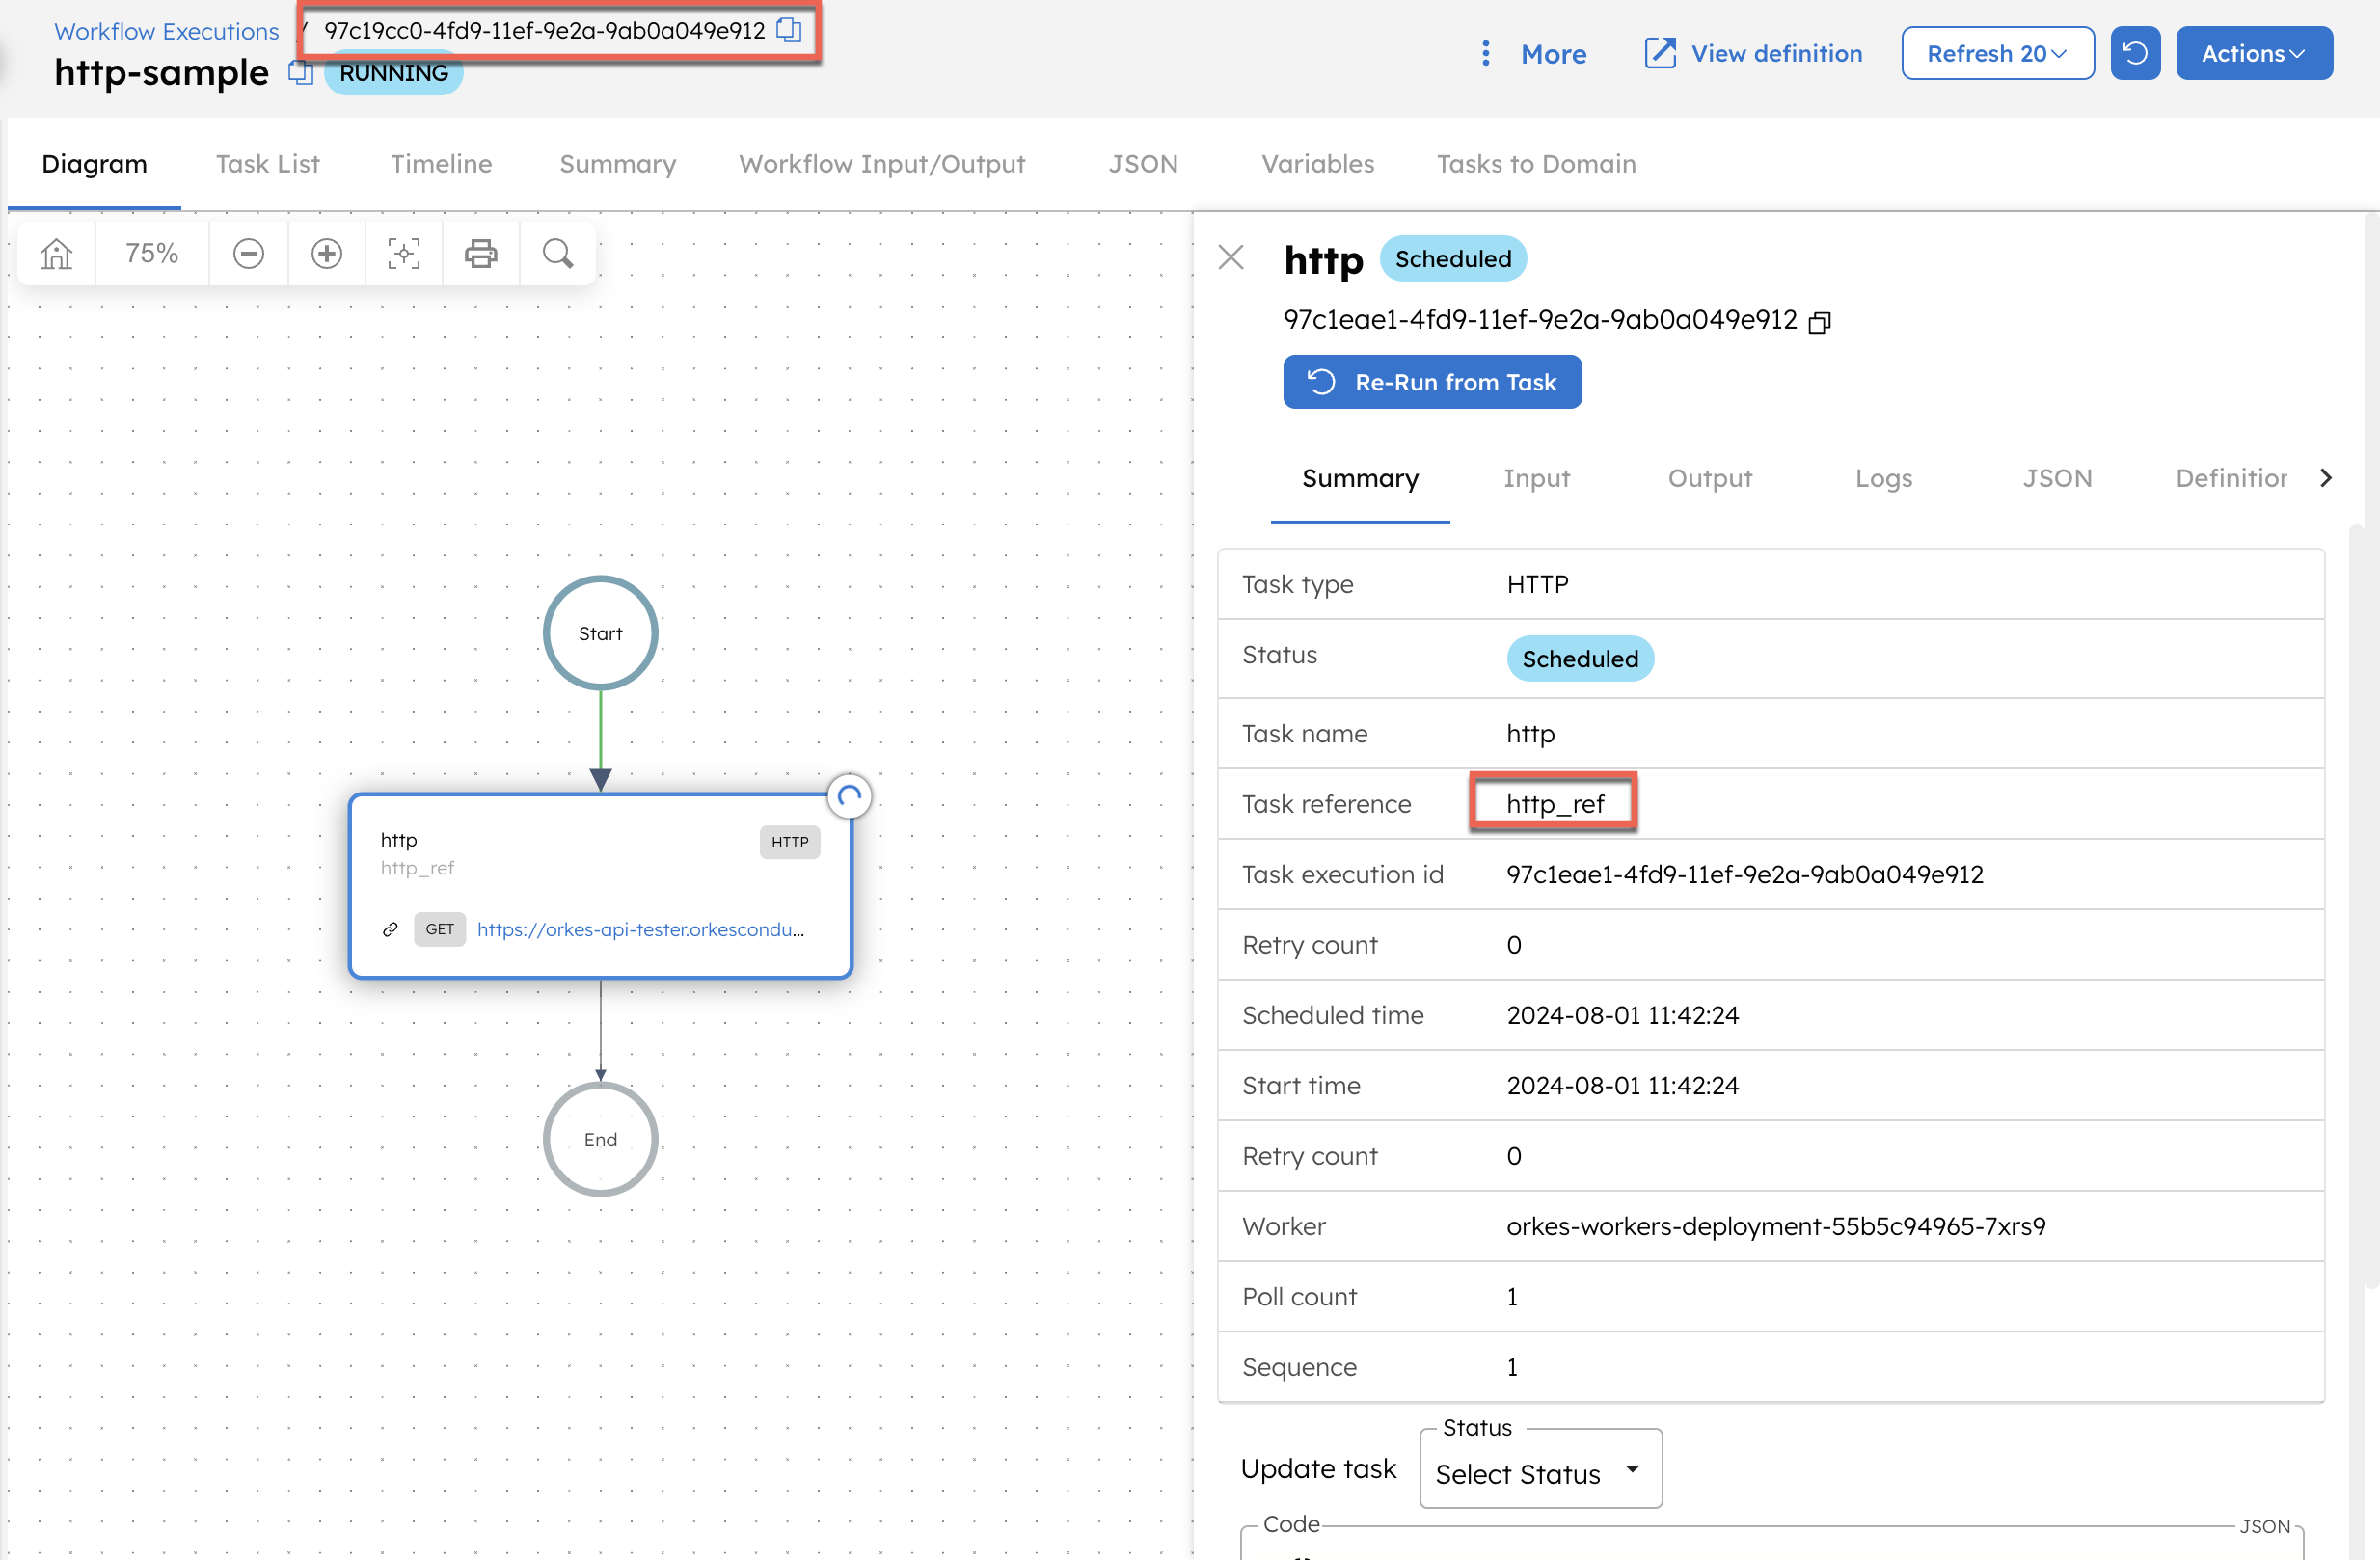 Workflow Executions / 97c19cc0-4fd9-11ef-9e2a-9ab0a049e912
http-sample RUNNING
More View definition Refresh 20 Actions
Diagram Task List Timeline Summary Workflow Input/Output JSON Variables Tasks to Domain
75%
Start
http HTTP
http_ref
GET https://orkes-api-tester.orkescondu...
End
http Scheduled
97c1eae1-4fd9-11ef-9e2a-9ab0a049e912
Re-Run from Task
Summary Input Output Logs JSON Definition
Task type HTTP
Status Scheduled
Task name http
Task reference http_ref
Task execution id 97c1eae1-4fd9-11ef-9e2a-9ab0a049e912
Retry count 0
Scheduled time 2024-08-01 11:42:24
Start time 2024-08-01 11:42:24
Retry count 0
Worker orkes-workers-deployment-55b5c94965-7xrs9
Poll count 1
Sequence 1
Status
Update task Select Status
Code JSON